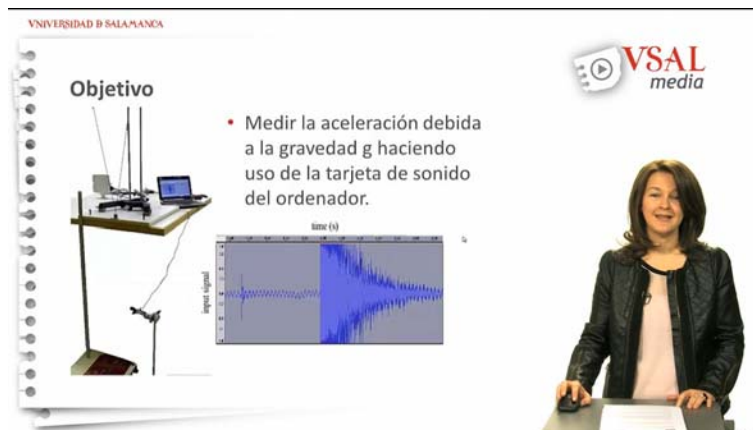 VNIVERSIDAD Ð SALAMANCA
VSAL
media
Objetivo
• Medir la aceleración debida
a la gravedad g haciendo
uso de la tarjeta de sonido
del ordenador.
time (s)
input signal